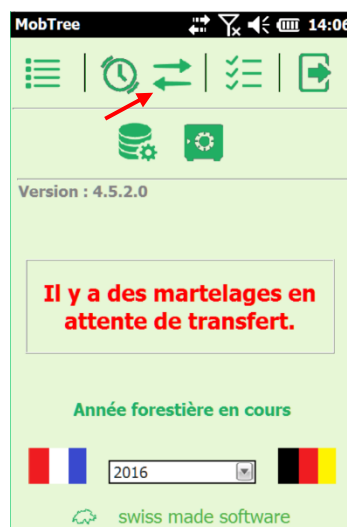 MobTree 14:06
Version : 4.5.2.0
Il y a des martelages en
attente de transfert.
Année forestière en cours
2016
swiss made software